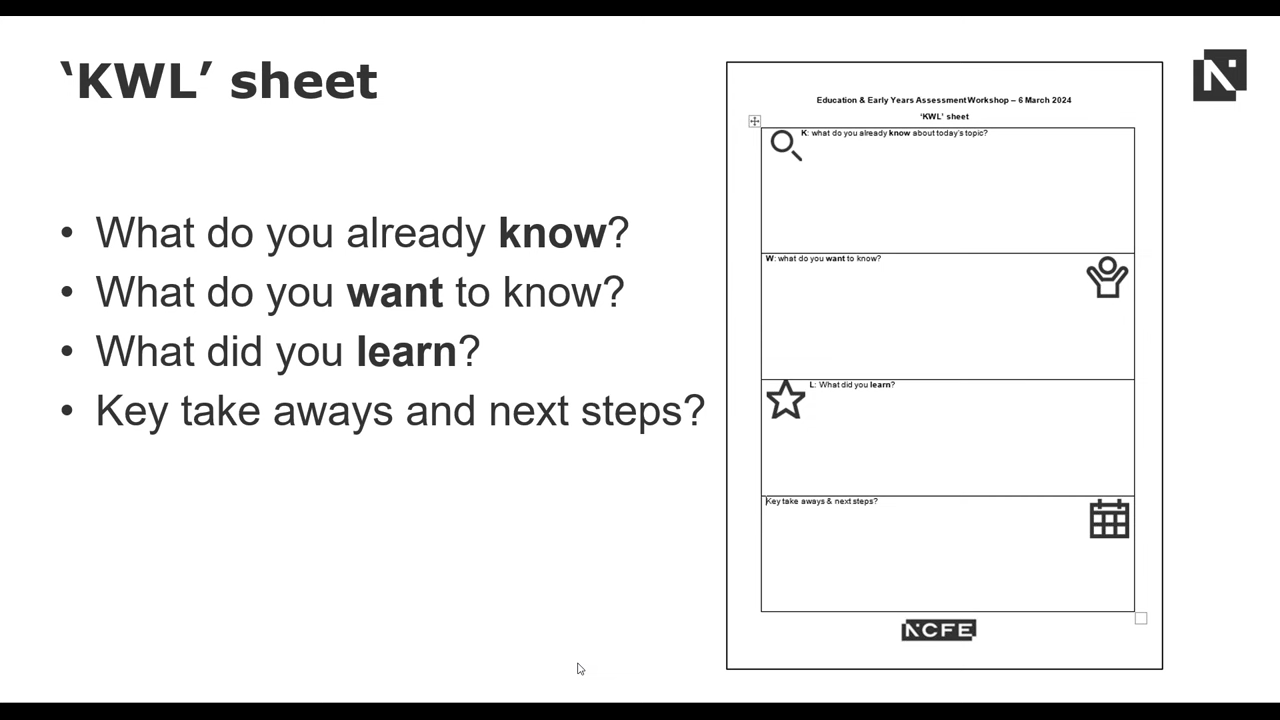 ‘KWL’ sheet
• What do you already know?
• What do you want to know?
• What did you learn?
• Key take aways and next steps?
N
Education & Early Years Assessment Workshop – 6 March 2024
‘KWL’ sheet
K: what do you already know about today's topic?
W: what do you want to know?
L: What did you learn?
Key take aways & next steps?
NCFE